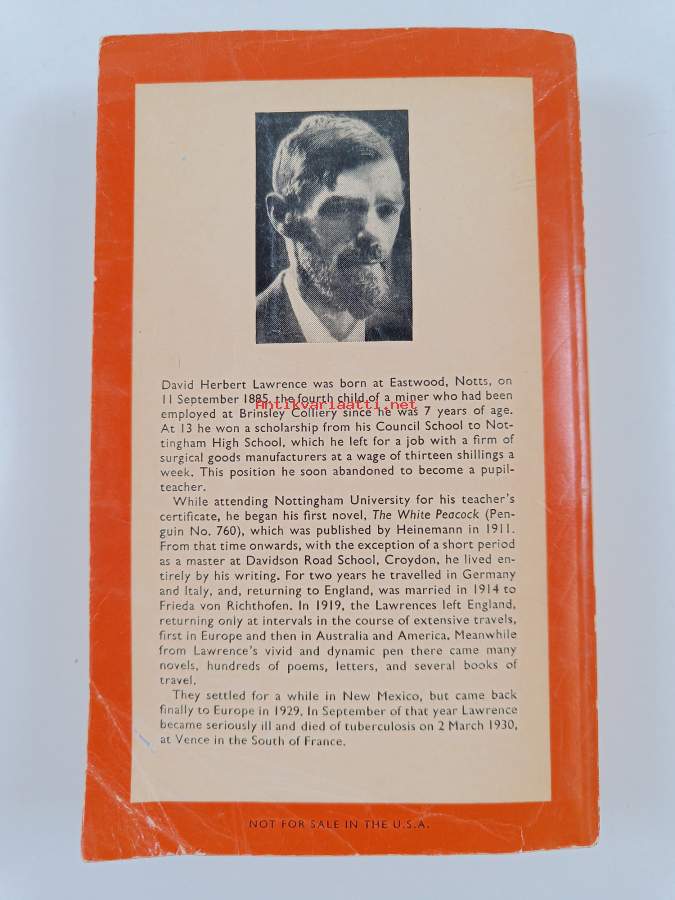 David Herbert Lawrence was born at Eastwood, Notts, on
11 September 1885, the fourth child of a miner who had been
Antikvariaatti.net
employed at Brinsley Colliery since he was 7 years of age.
At 13 he won a scholarship from his Council School to Not-
tingham High School, which he left for a job with a firm of
surgical goods manufacturers at a wage of thirteen shillings a
week. This position he soon abandoned to become a pupil-
teacher.
While attending Nottingham University for his teacher's
certificate, he began his first novel, The White Peacock (Pen-
guin No. 760), which was published by Heinemann in 1911.
From that time onwards, with the exception of a short period
as a master at Davidson Road School, Croydon, he lived en-
tirely by his writing. For two years he travelled in Germany
and Italy, and, returning to England, was married in 1914 to
Frieda von Richthofen. In 1919, the Lawrences left England,
returning only at intervals in the course of extensive travels,
first in Europe and then in Australia and America. Meanwhile
from Lawrence's vivid and dynamic pen there came many
novels, hundreds of poems, letters, and several books of
travel.
They settled for a while in New Mexico, but came back
finally to Europe in 1929. In September of that year Lawrence
became seriously ill and died of tuberculosis on 2 March 1930,
at Vence in the South of France.
NOT FOR SALE IN THE U.S.A.